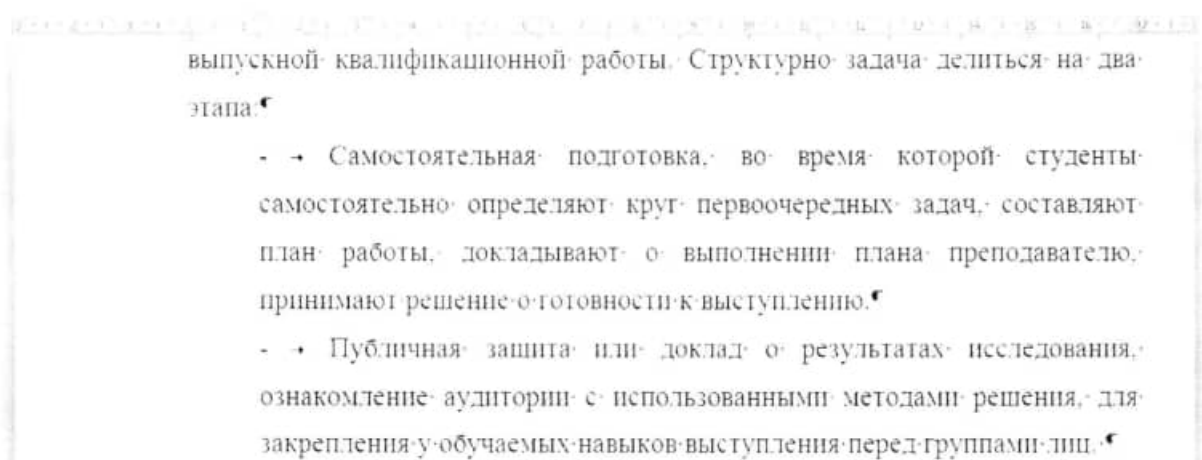 выпускной квалификационной работы. Структурно задача делиться на два
этапа:¶
- → Самостоятельная подготовка, во время которой студенты
самостоятельно определяют круг первоочередных задач, составляют
план работы, докладывают о выполнении плана преподавателю,
принимают решение о готовности к выступлению.¶
- → Публичная защита или доклад о результатах исследования,
ознакомление аудитории с использованными методами решения, для
закрепления у обучаемых навыков выступления перед группами лиц. ¶